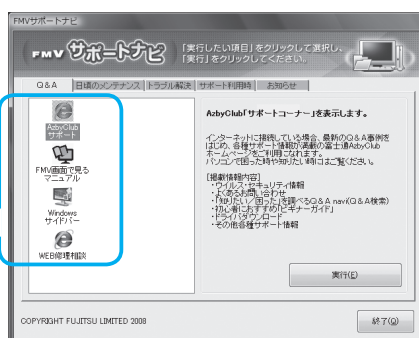 FMVサポートナビ
FMV サポートナビ
「実行したい項目」をクリックして選択し、
「実行」をクリックしてください。
Q&A 日頃のメンテナンス トラブル解決 サポート利用時 お知らせ
AzbyClub
サポート
FMV画面で見る
マニュアル
Windows
サイドバー
WEB修理相談
AzbyClub「サポートコーナー」を表示します。
インターネットに接続している場合、最新のQ&A事例を
はじめ、各種サポート情報が満載の富士通AzbyClub
ホームページをご利用になれます。
パソコンで困った時や知りたい時にはご覧ください。
[掲載情報内容]
・ウイルス・セキュリティ情報
・よくあるお問い合わせ
・「知りたい/困った」を調べるQ&A navi(Q&A検索)
・初心者におすすめ「ビギナーガイド」
・ドライバダウンロード
・その他各種サポート情報
実行(E)
COPYRIGHT FUJITSU LIMITED 2008
終了(Q)